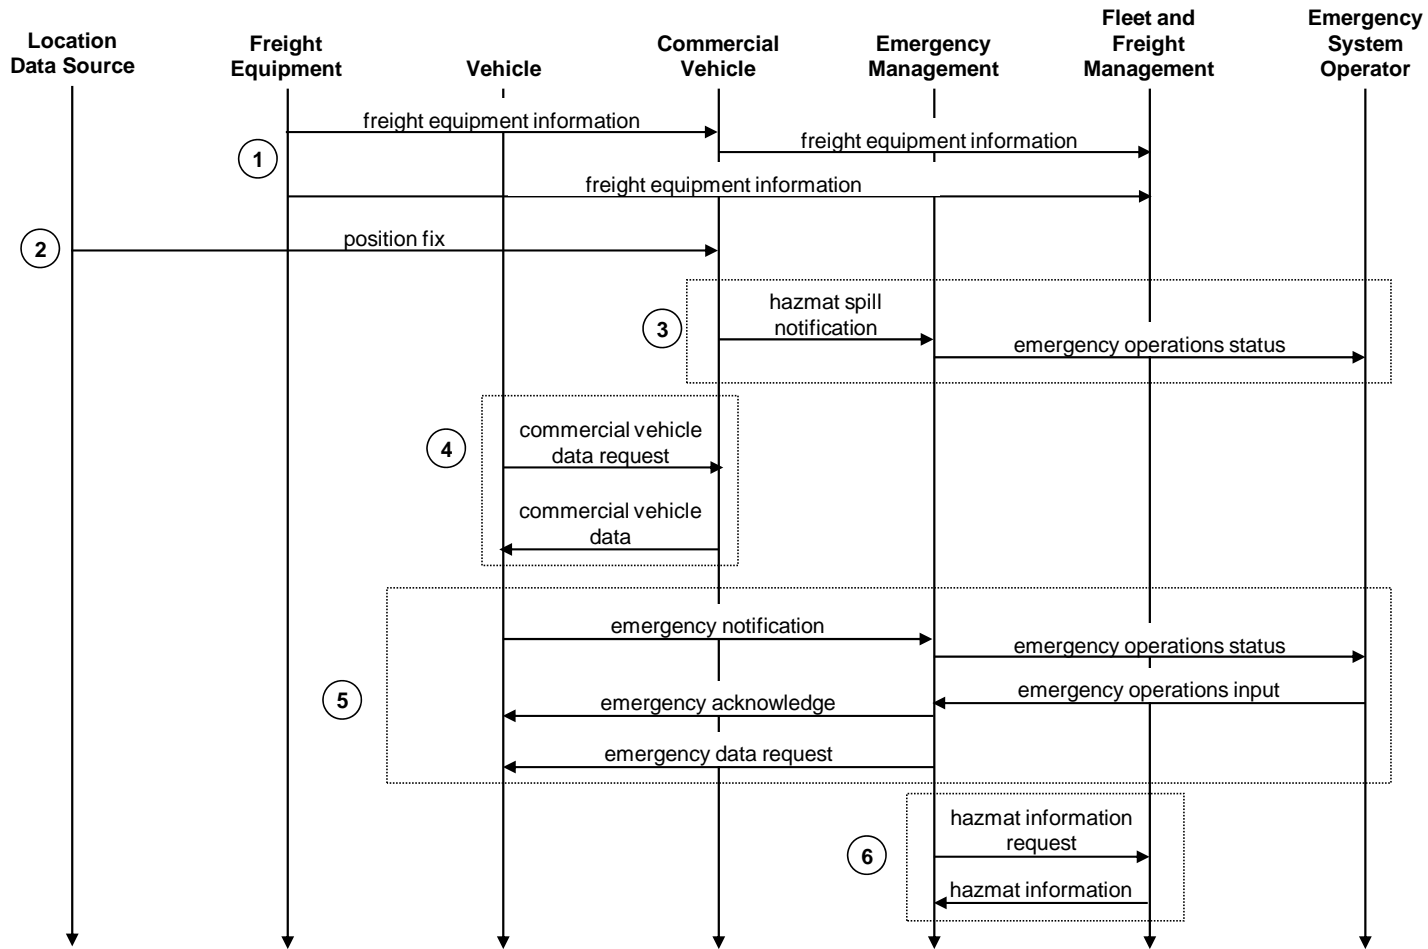 Location
Data Source
Freight
Equipment
Vehicle
Commercial
Vehicle
Emergency
Management
Fleet and
Freight
Management
Emergency
System
Operator
freight equipment information
freight equipment information
1
freight equipment information
2
position fix
hazmat spill
notification
3
emergency operations status
4
commercial vehicle
data request
commercial vehicle
data
emergency notification
emergency operations status
5
emergency operations input
emergency acknowledge
emergency data request
hazmat information
request
6
hazmat information